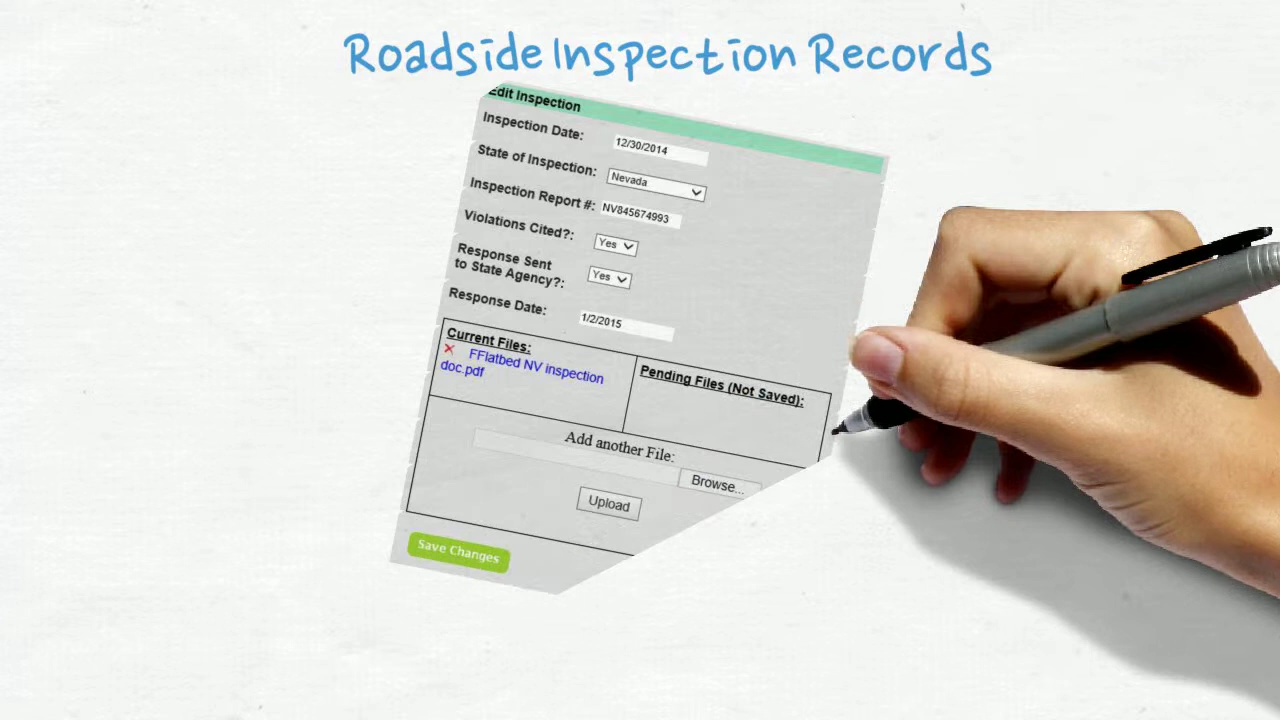 Roadside Inspection Records
Edit Inspection
Inspection Date: 12/30/2014
State of Inspection: Nevada
Inspection Report #: NV845674993
Violations Cited?: Yes
Response Sent
to State Agency?: Yes
Response Date: 1/2/2015
Current Files:
FFlatbed NV inspection
doc.pdf
Pending Files (Not Saved):
Add another File:
Browse...
Upload
Save Changes